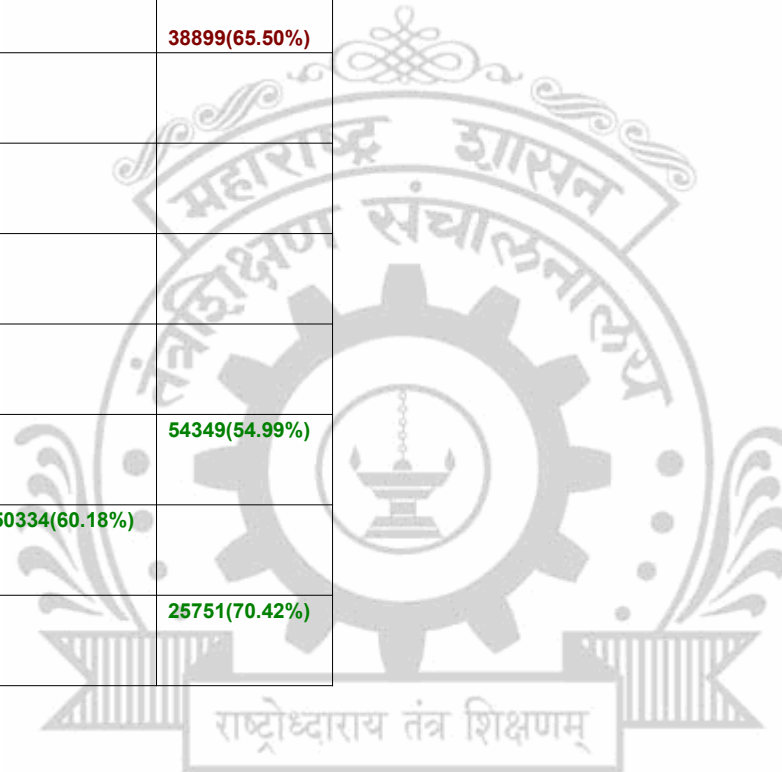 38899(65.50%)
महाराष्ट्र शासन
तंत्रशिक्षण संचालनालय
54349(54.99%)
50334(60.18%)
25751(70.42%)
राष्ट्रोध्दाराय तंत्र शिक्षणम्